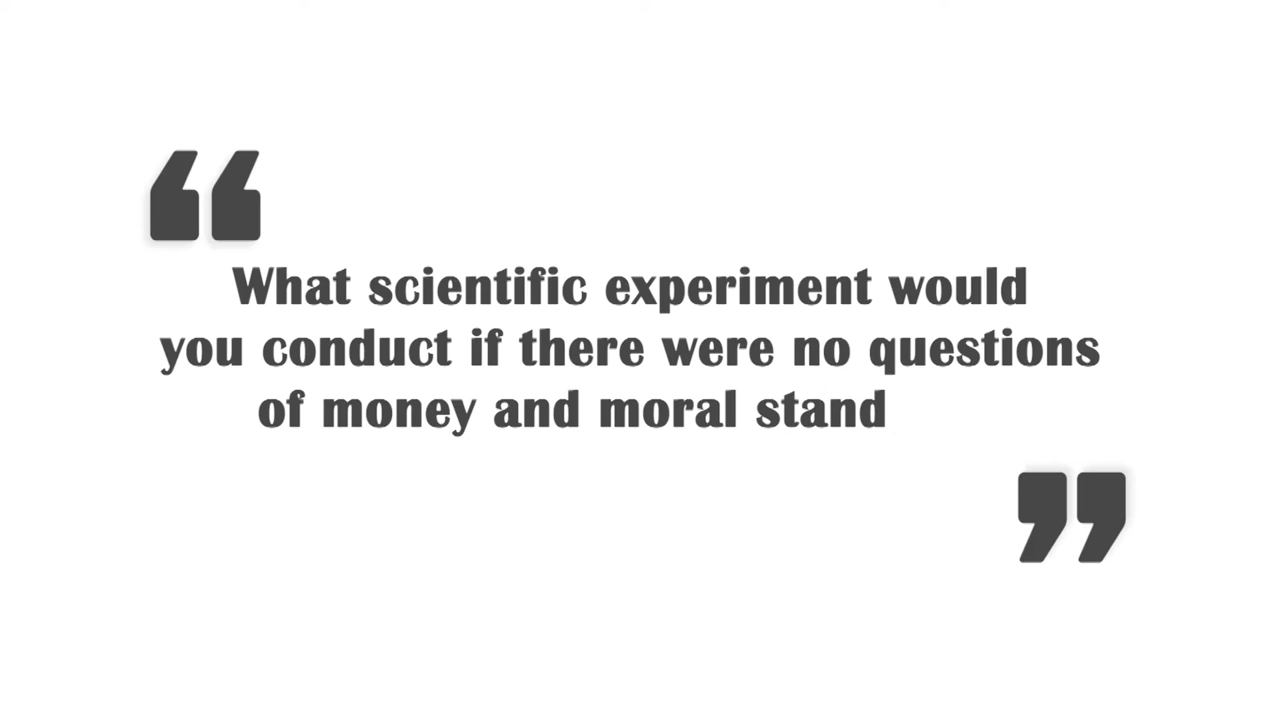 “
What scientific experiment would
you conduct if there were no questions
of money and moral stand
”